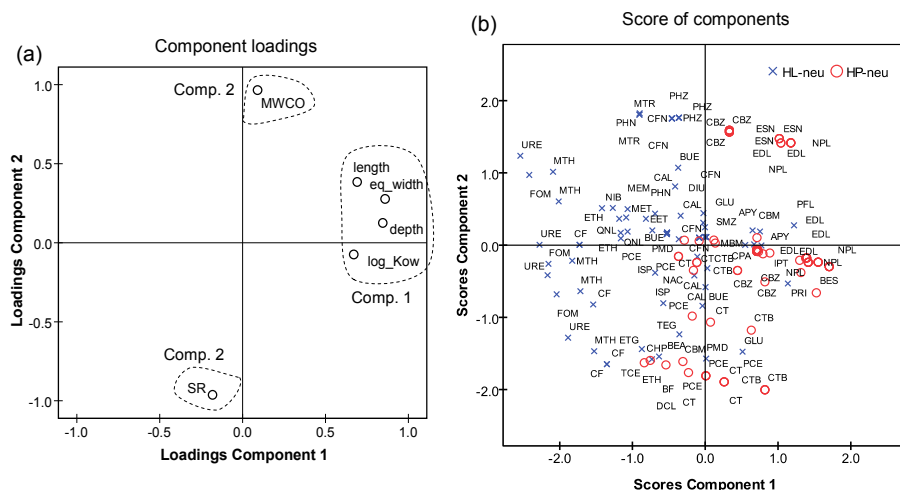 (a)
Component loadings
1.0
0.5
0.0
-0.5
-1.0
-1.0
-0.5
0.0
0.5
1.0
Loadings Component 2
Loadings Component 1
Comp. 2
MWCO
length
eq_width
depth
log_Kow
Comp. 1
Comp. 2
SR
(b)
Score of components
HL-neu HP-neu
2.0
1.0
0.0
-1.0
-2.0
-2.0
-1.0
0.0
1.0
2.0
Scores Component 2
Scores Component 1
PHZ
MTR PHZ
PHN CFN PHZ CBZ CBZ
ESN ESN
MTR CFN CBZ ESN NPL
URE BUE EDL EDL
MTH CAL CFN NPL
FOM MTH NIB MEM PHN DIU
MET CAL GLU PFL
ETH EET SMZ APY CBM EDL
QNL QNL BUE CFN APY EDL
FOM CF ETH PCE PMD CFN MBM EDL EDL NPL
URE MTH CT CTCTB CPA IPT NPL
ISP PCE CTB NPL
MTH NAC CBZ CBZ BES
CF ISP CAL CBZ PRI
FOM PCE CAL BUE
CT CTB
URE TEG GLU
MTH ETG CHP BEA CBM PMD
CF PCE PCE
CF TCE ETH CT CTB CTB
BF PCE
DCL CT